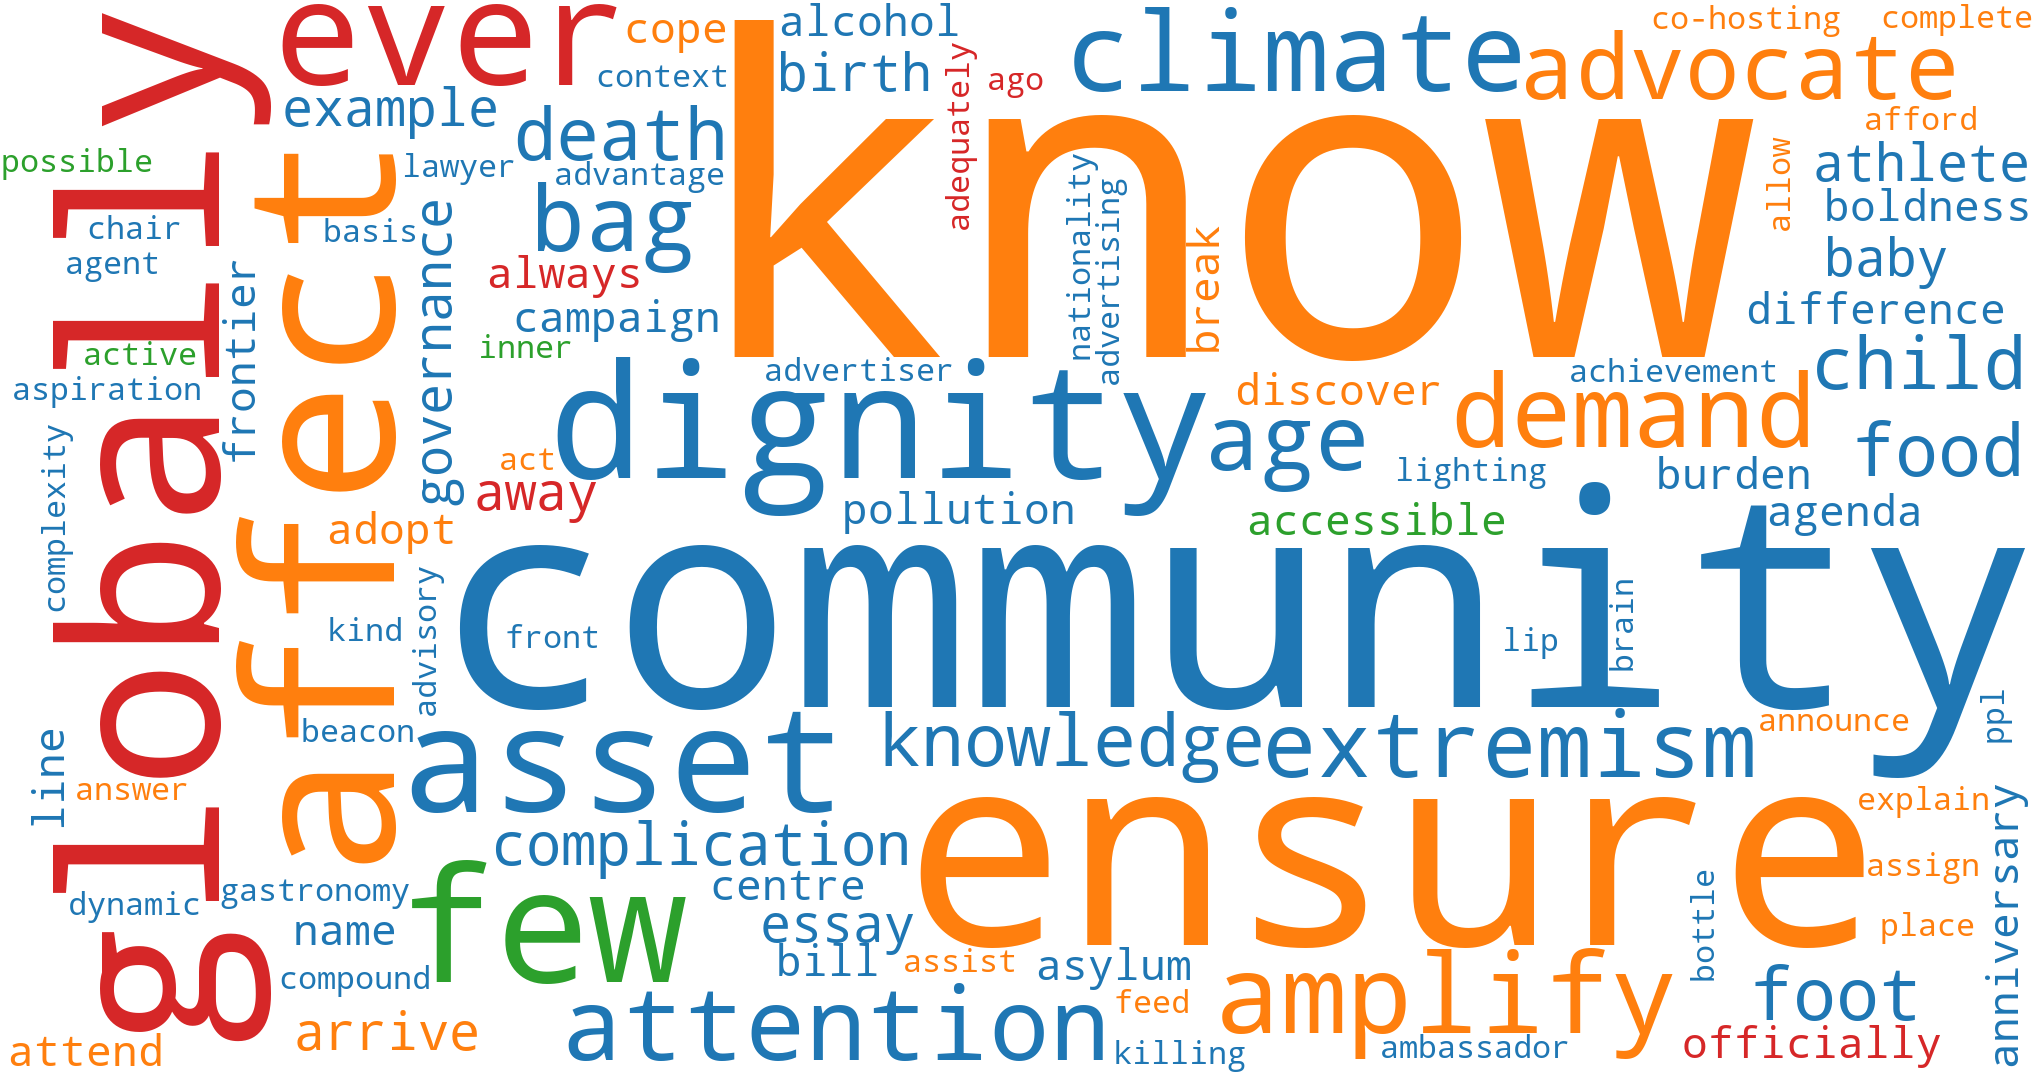 globally
ever
know
climate
advocate
co-hosting
complete
cope
alcohol
context
birth
adequately
ago
example
death
afford
possible
lawyer
advantage
affect
bag
nationality
advertising
allow
athlete
boldness
chair
basis
agent
frontier
governance
always
break
baby
campaign
difference
inner
active
aspiration
dignity
advertiser
discover
achievement
demand
child
complexity
act
away
age
lighting
burden
food
pollution
accessible
agenda
adopt
community
advisory
kind
front
lip
brain
line
beacon
asset
knowledge
extremism
announce
ppl
answer
ensure
explain
complication
anniversary
dynamic
gastronomy
few
centre
assign
name
essay
bottle
place
compound
bill
assist
asylum
amplify
foot
attend
arrive
attention
feed
killing
ambassador
officially